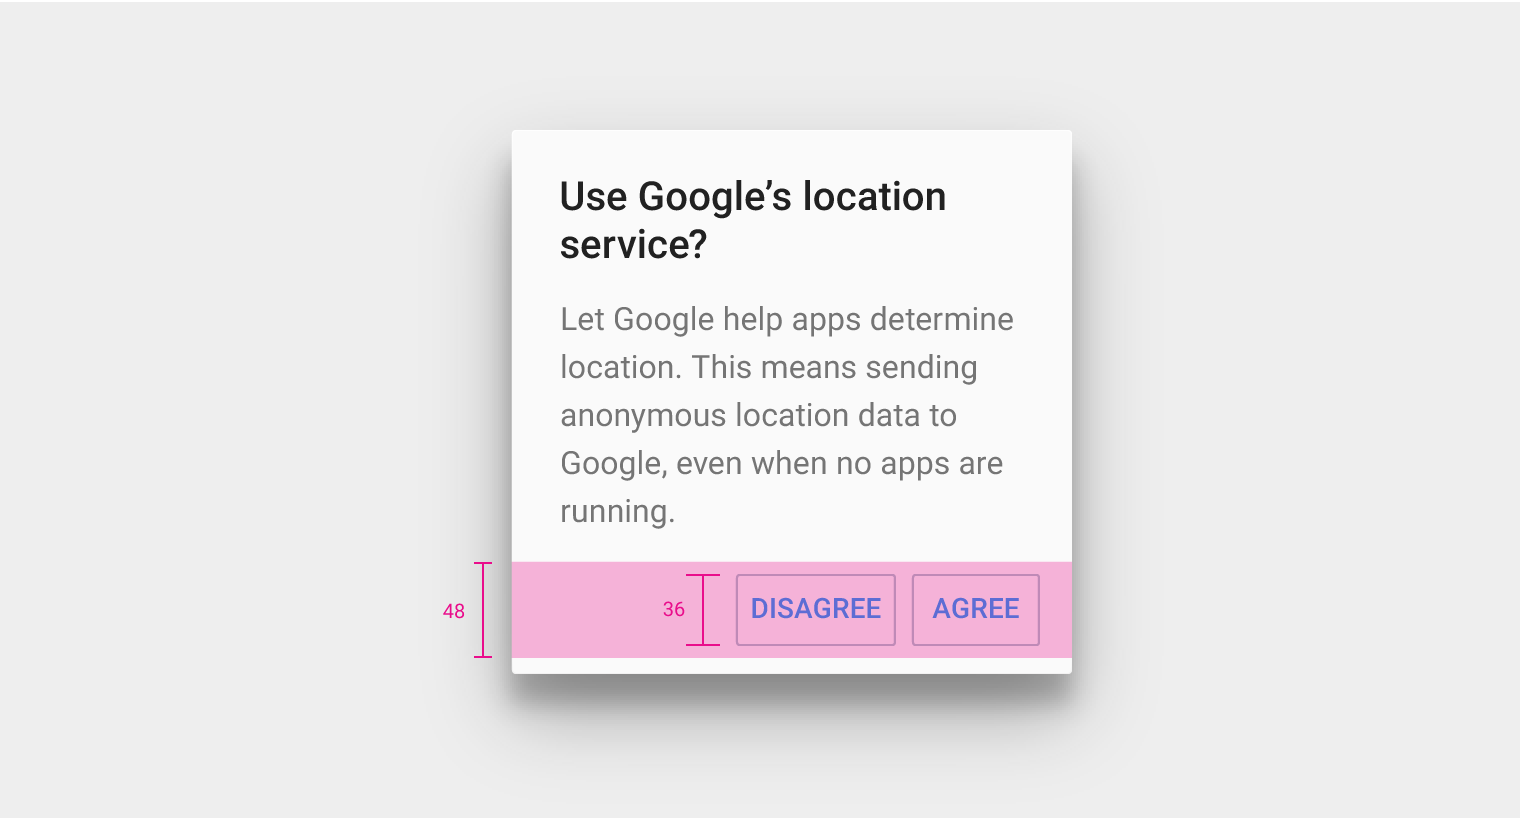 Use Google’s location
service?
Let Google help apps determine
location. This means sending
anonymous location data to
Google, even when no apps are
running.
48
36
DISAGREE
AGREE